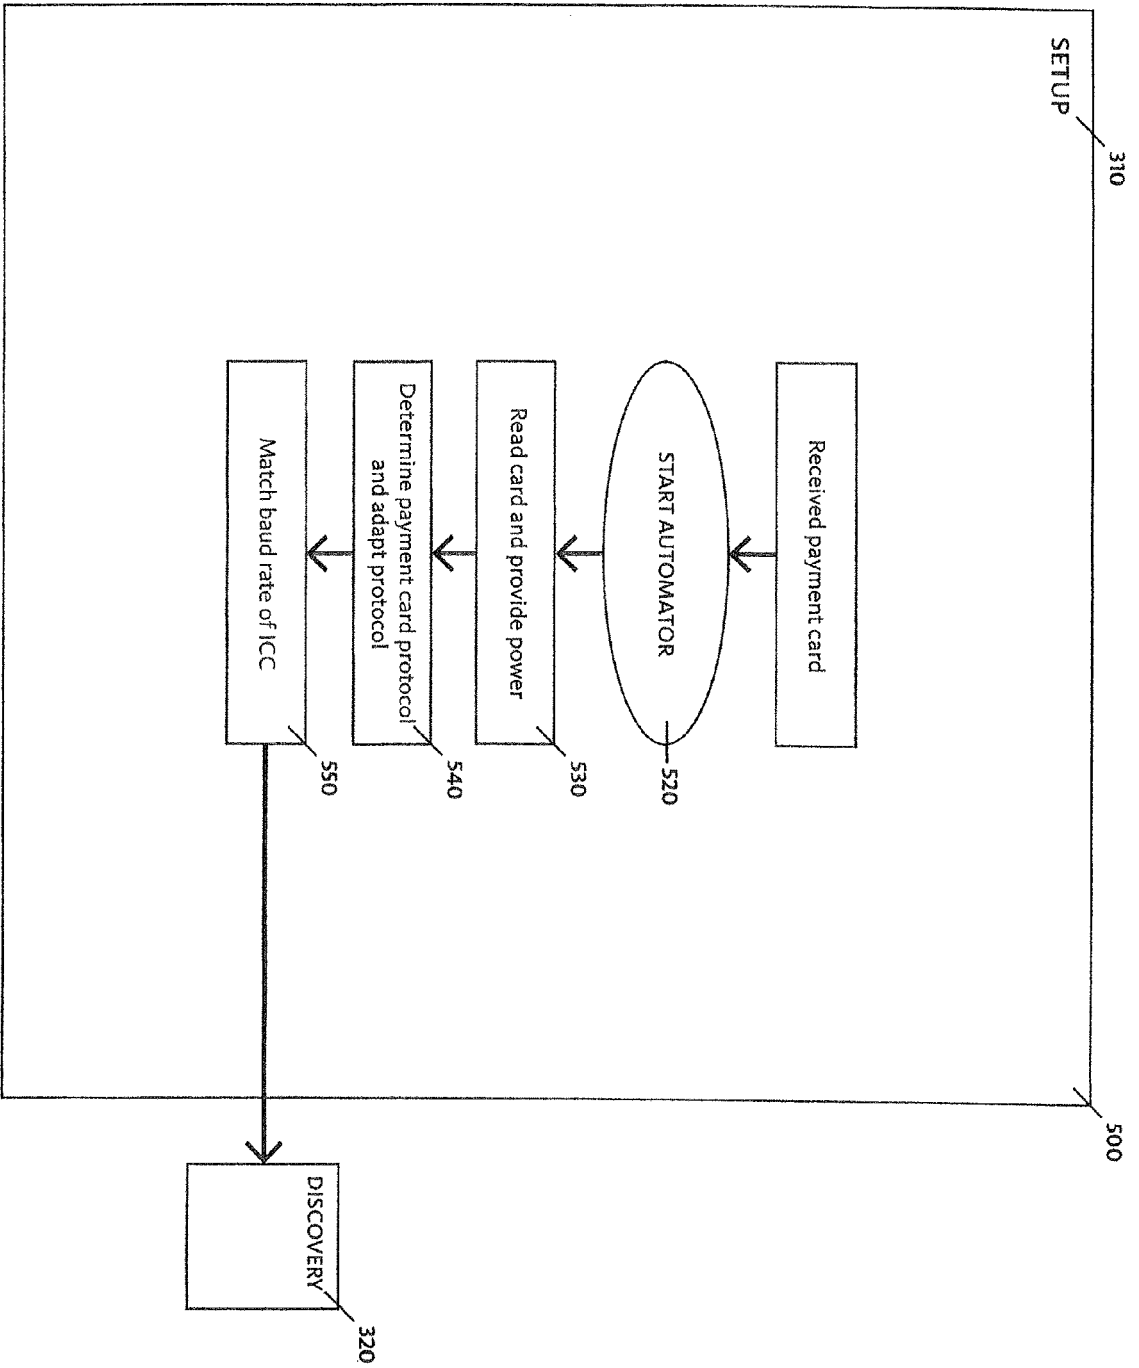 SETUP
310
500
Received payment card
START AUTOMATOR
520
Read card and provide power
530
Determine payment card protocol
and adapt protocol
540
Match baud rate of ICC
550
DISCOVERY
320